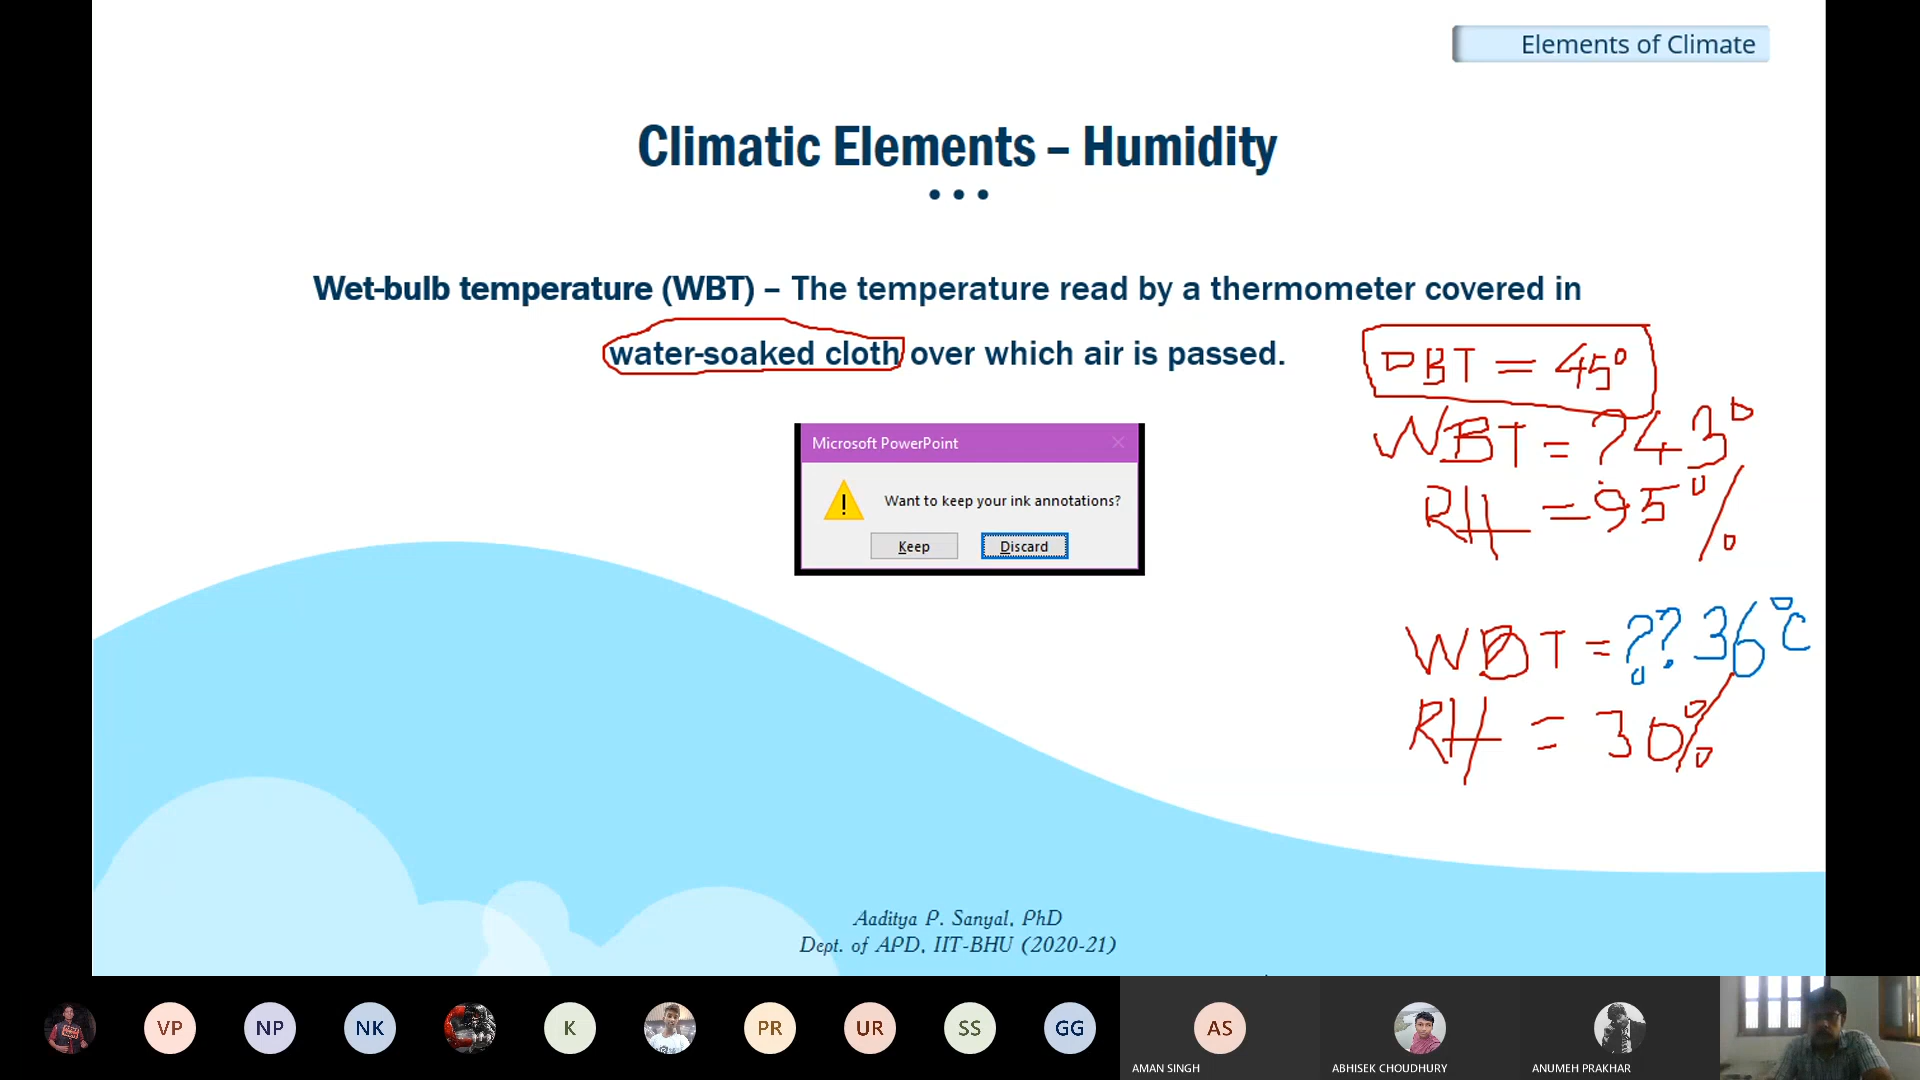 Elements of Climate
Climatic Elements – Humidity
Wet-bulb temperature (WBT) – The temperature read by a thermometer covered in
water-soaked cloth over which air is passed.
DBT = 45°
WBT = ? 43°
RH = 95%
Microsoft PowerPoint
Want to keep your ink annotations?
Keep
Discard
WBT = ?? 36°C
RH = 30%
Aaditya P. Sanyal, PhD
Dept. of APD, IIT-BHU (2020-21)
VP
NP
NK
K
PR
UR
SS
GG
AS
AMAN SINGH
ABHISEK CHOUDHURY
ANUMEH PRAKHAR